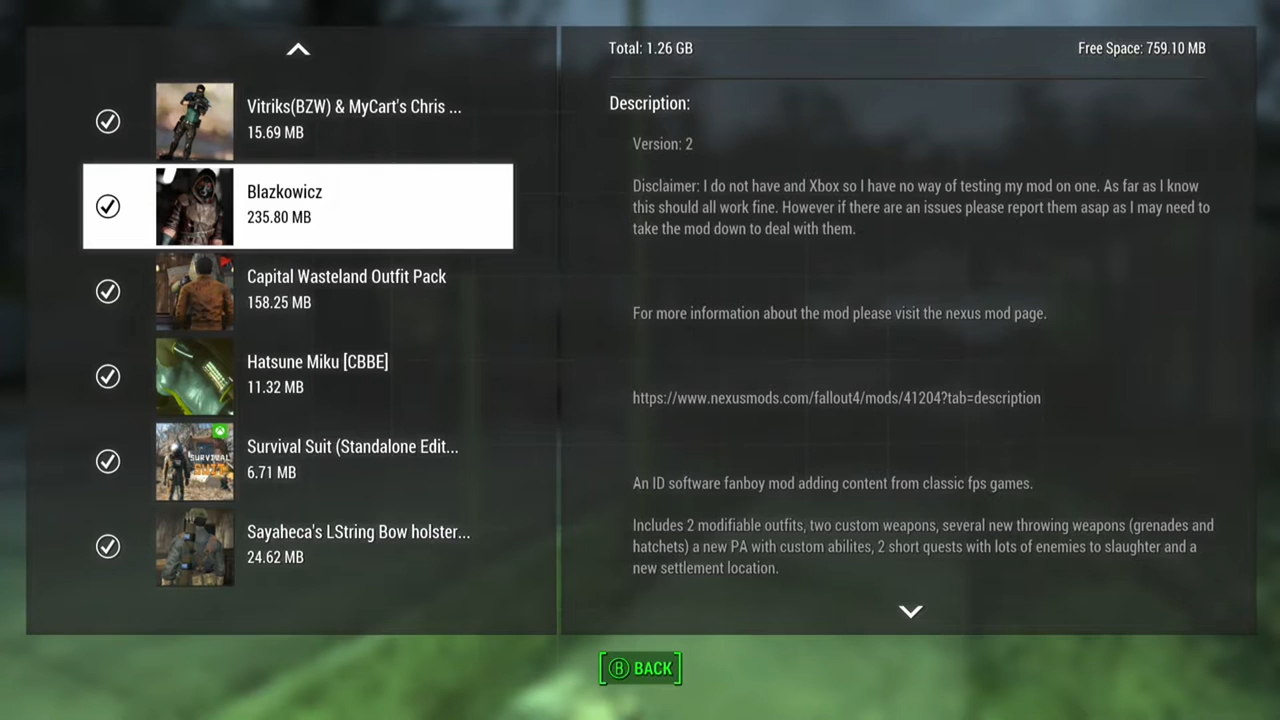 Total: 1.26 GB
Free Space: 759.10 MB
Vitriks(BZW) & MyCart's Chris ...
15.69 MB
Blazkowicz
235.80 MB
Capital Wasteland Outfit Pack
158.25 MB
Hatsune Miku [CBBE]
11.32 MB
Survival Suit (Standalone Edit...
6.71 MB
SURVIVAL
SUIT
Sayaheca's LString Bow holster...
24.62 MB
Description:
Version: 2
Disclaimer: I do not have and Xbox so I have no way of testing my mod on one. As far as I know
this should all work fine. However if there are an issues please report them asap as I may need to
take the mod down to deal with them.
For more information about the mod please visit the nexus mod page.
https://www.nexusmods.com/fallout4/mods/41204?tab=description
An ID software fanboy mod adding content from classic fps games.
Includes 2 modifiable outfits, two custom weapons, several new throwing weapons (grenades and
hatchets) a new PA with custom abilites, 2 short quests with lots of enemies to slaughter and a
new settlement location.
B BACK